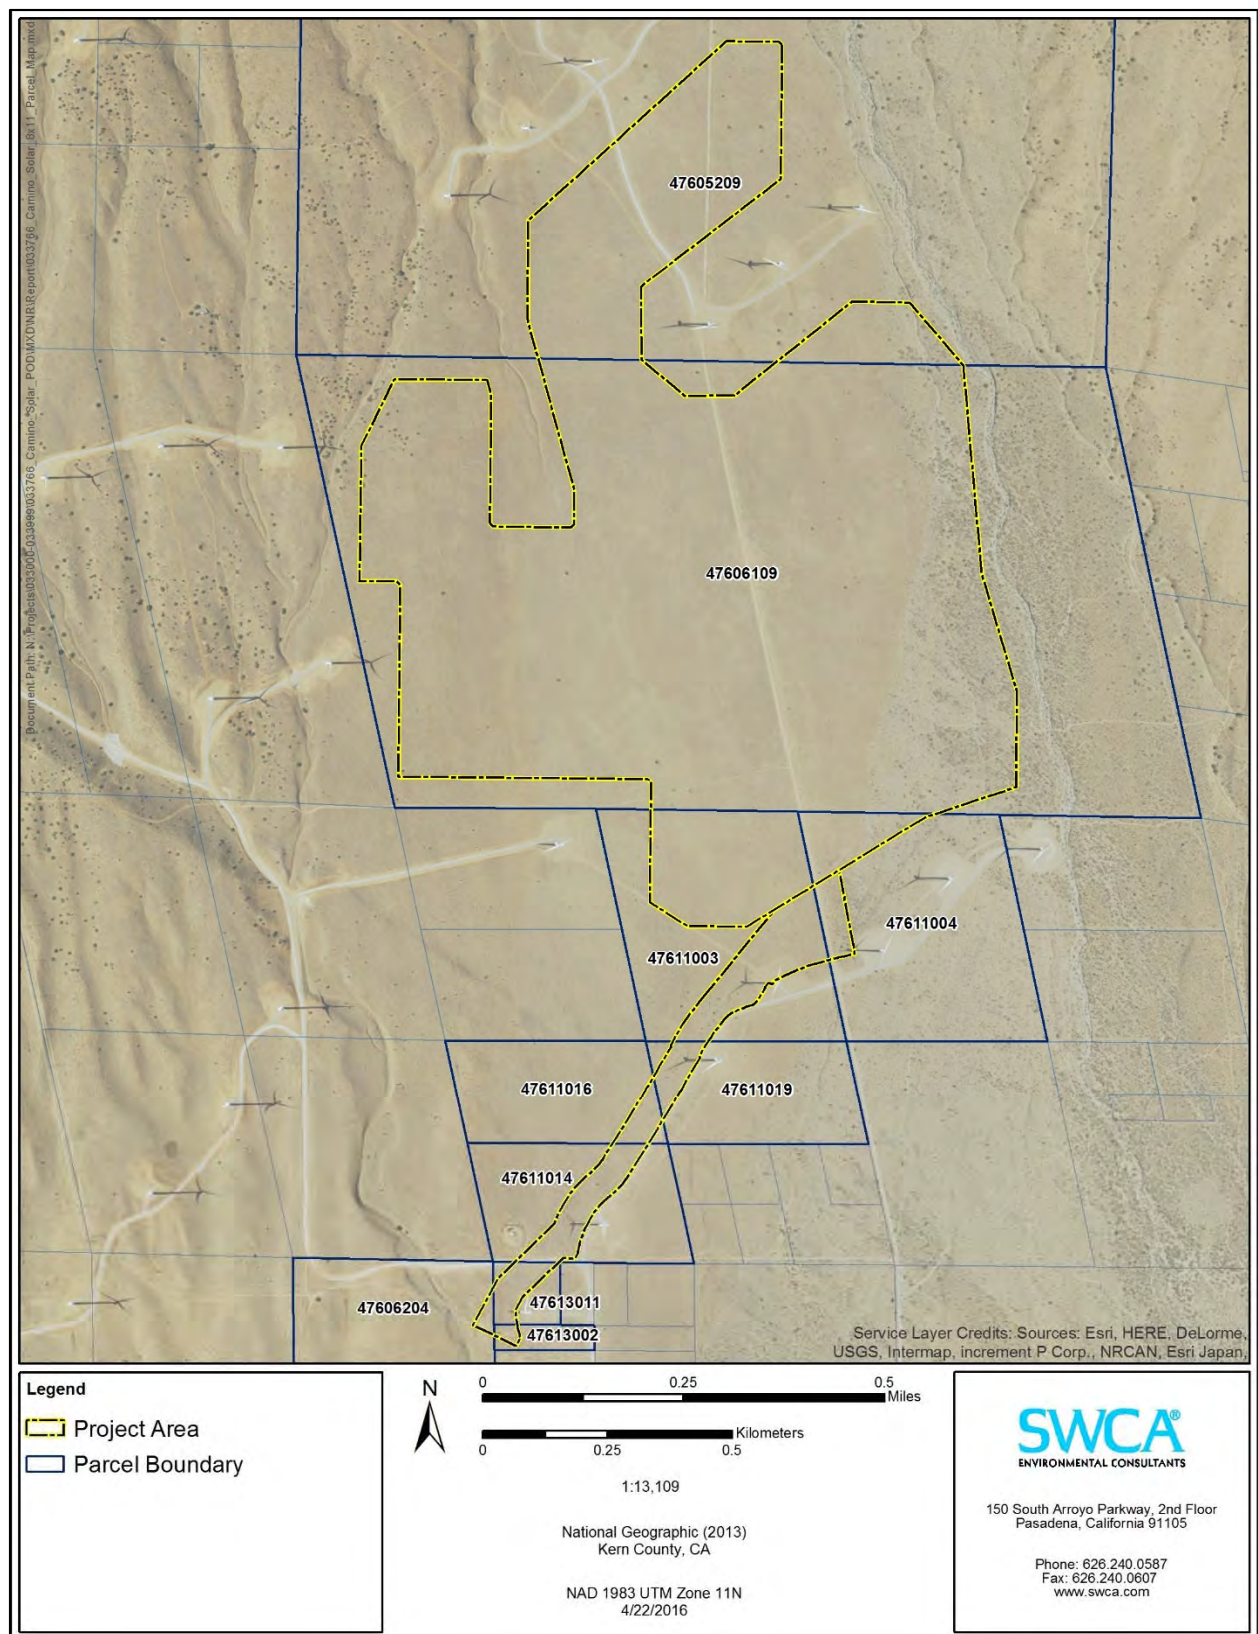 Document Path: N:\Projects\033000-033999\033766_Camino_Solar_POD\MXD\NR\Report\033766_Camino_Solar_8x11_Parcel_Map.mxd
47605209
47606109
47611004
47611003
47611016
47611019
47611014
47613011
47606204
47613002
Service Layer Credits: Sources: Esri, HERE, DeLorme,
USGS, Intermap, increment P Corp., NRCAN, Esri Japan,
Legend
Project Area
Parcel Boundary
N
0 0.25 0.5
Miles
Kilometers
0 0.25 0.5
1:13,109
National Geographic (2013)
Kern County, CA
NAD 1983 UTM Zone 11N
4/22/2016
SWCA®
ENVIRONMENTAL CONSULTANTS
150 South Arroyo Parkway, 2nd Floor
Pasadena, California 91105
Phone: 626.240.0587
Fax: 626.240.0607
www.swca.com